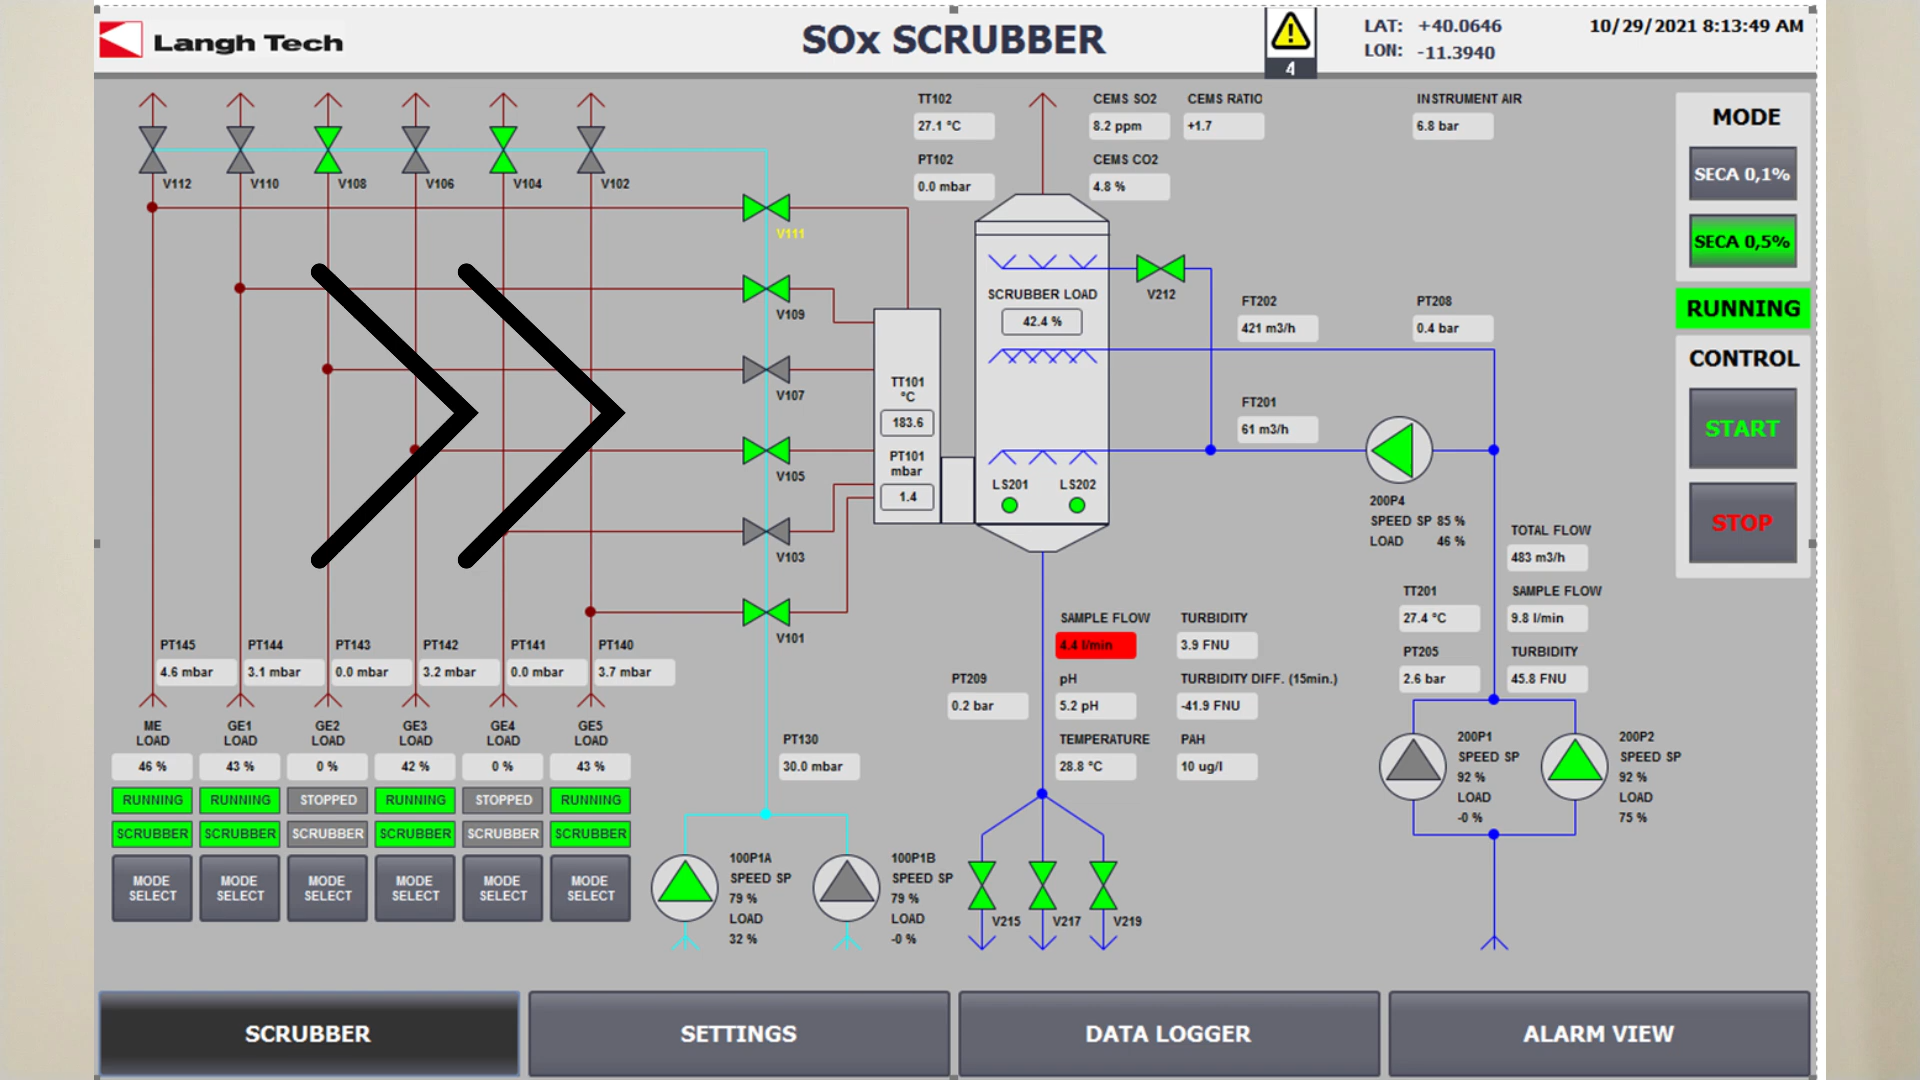 Langh Tech
SOx SCRUBBER
4
LAT: +40.0646
LON: -11.3940
10/29/2021 8:13:49 AM
V112
V110
V108
V106
V104
V102
TT102
27.1 °C
PT102
0.0 mbar
CEMS SO2
8.2 ppm
CEMS RATIO
+1.7
CEMS CO2
4.8 %
INSTRUMENT AIR
6.8 bar
MODE
SECA 0,1%
SECA 0,5%
RUNNING
CONTROL
START
STOP
V111
V109
V107
V105
V103
V101
TT101
°C
183.6
PT101
mbar
1.4
SCRUBBER LOAD
42.4 %
LS201
LS202
V212
FT202
421 m3/h
PT208
0.4 bar
FT201
61 m3/h
200P4
SPEED SP 85 %
LOAD 46 %
TOTAL FLOW
483 m3/h
TT201
27.4 °C
SAMPLE FLOW
9.8 l/min
PT205
2.6 bar
TURBIDITY
45.8 FNU
PT145
4.6 mbar
PT144
3.1 mbar
PT143
0.0 mbar
PT142
3.2 mbar
PT141
0.0 mbar
PT140
3.7 mbar
SAMPLE FLOW
4.4 l/min
TURBIDITY
3.9 FNU
PT209
0.2 bar
pH
5.2 pH
TURBIDITY DIFF. (15min.)
-41.9 FNU
TEMPERATURE
28.8 °C
PAH
10 ug/l
PT130
30.0 mbar
ME
LOAD
46 %
RUNNING
SCRUBBER
MODE
SELECT
GE1
LOAD
43 %
RUNNING
SCRUBBER
MODE
SELECT
GE2
LOAD
0 %
STOPPED
SCRUBBER
MODE
SELECT
GE3
LOAD
42 %
RUNNING
SCRUBBER
MODE
SELECT
GE4
LOAD
0 %
STOPPED
SCRUBBER
MODE
SELECT
GE5
LOAD
43 %
RUNNING
SCRUBBER
MODE
SELECT
100P1A
SPEED SP
79 %
LOAD
32 %
100P1B
SPEED SP
79 %
LOAD
-0 %
V215
V217
V219
200P1
SPEED SP
92 %
LOAD
-0 %
200P2
SPEED SP
92 %
LOAD
75 %
SCRUBBER
SETTINGS
DATA LOGGER
ALARM VIEW